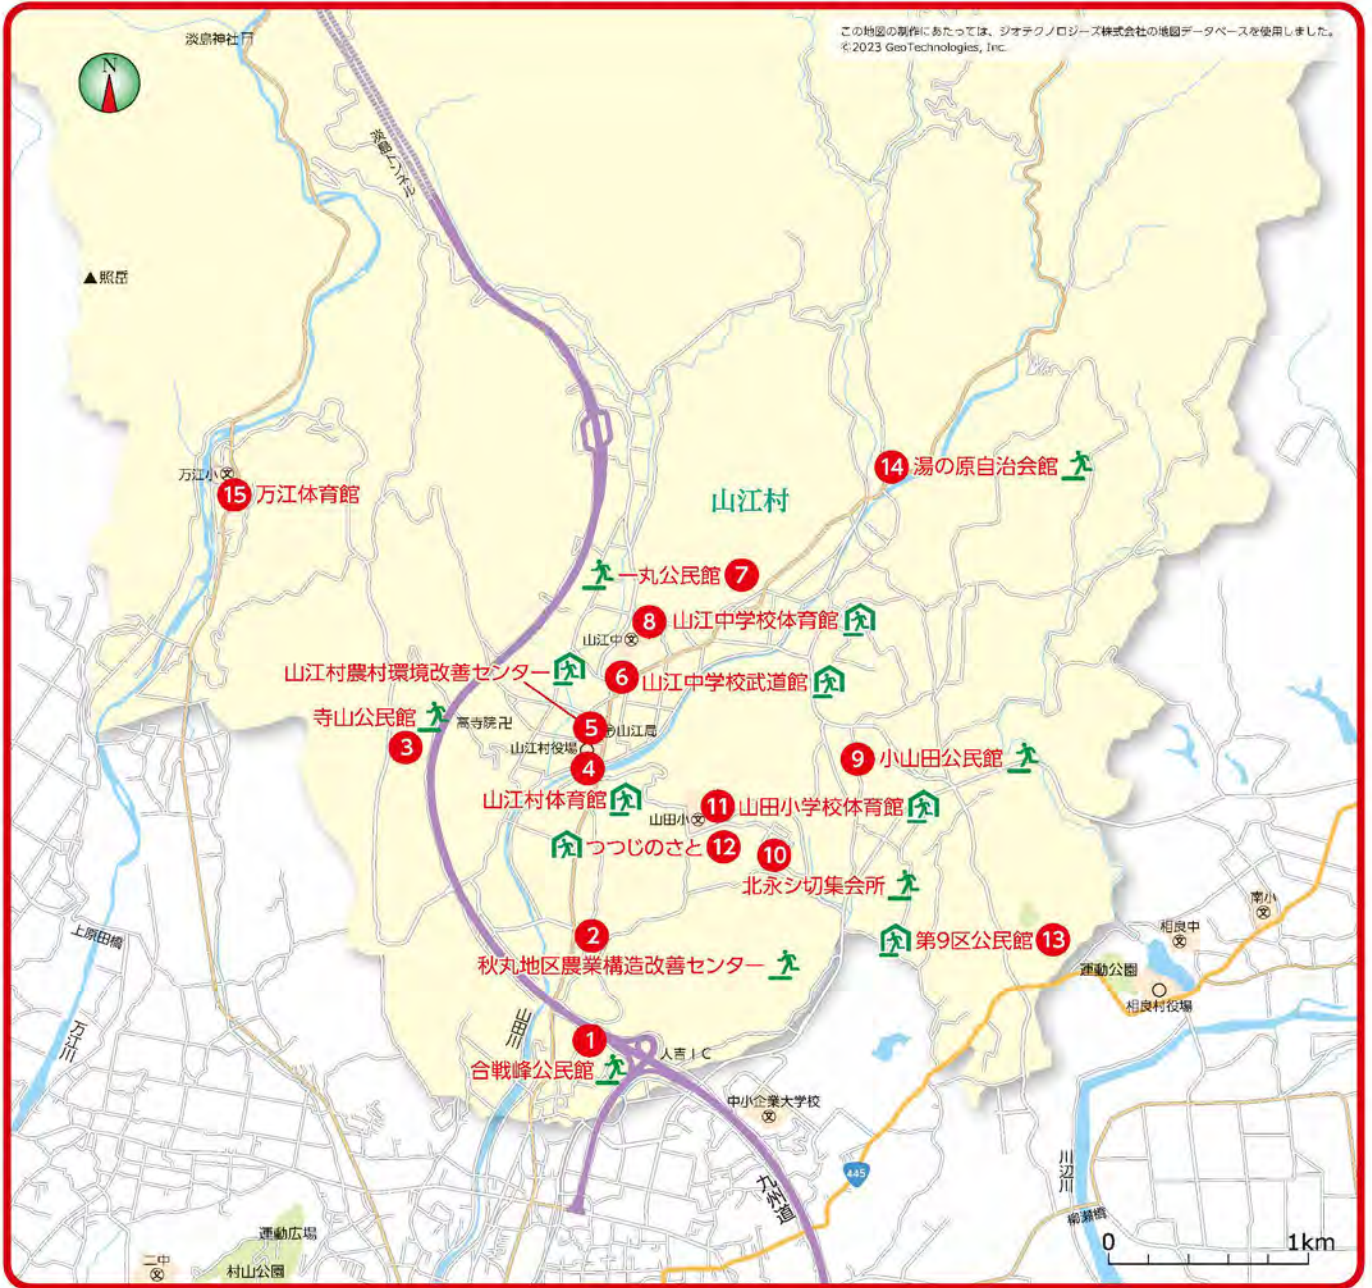 この地図の制作にあたっては、ジオテクノロジーズ株式会社の地図データベースを使用しました。
©2023 GeoTechnologies, Inc.
淡島神社
N
淡島トンネル
▲照岳
14 湯の原自治会館
万江小 文
15 万江体育館
山江村
一丸公民館 7
8 山江中学校体育館
山江中 文
山江村農村環境改善センター
6 山江中学校武道館
寺山公民館
高寺院 卍
3
5 山江局
山江村役場
4
9 小山田公民館
山江村体育館
11 山田小学校体育館
山田小 文
つつじのさと 12
10
北永シ切集会所
南小
文
2
第9区公民館 13
相良中
文
上原田橋
秋丸地区農業構造改善センター
運動公園
相良村役場
山田川
万江川
1
人吉IC
合戦峰公民館
中小企業大学校
文
川辺川
445
九州道
柳瀬橋
運動広場
二中
文
村山公園
0 1km